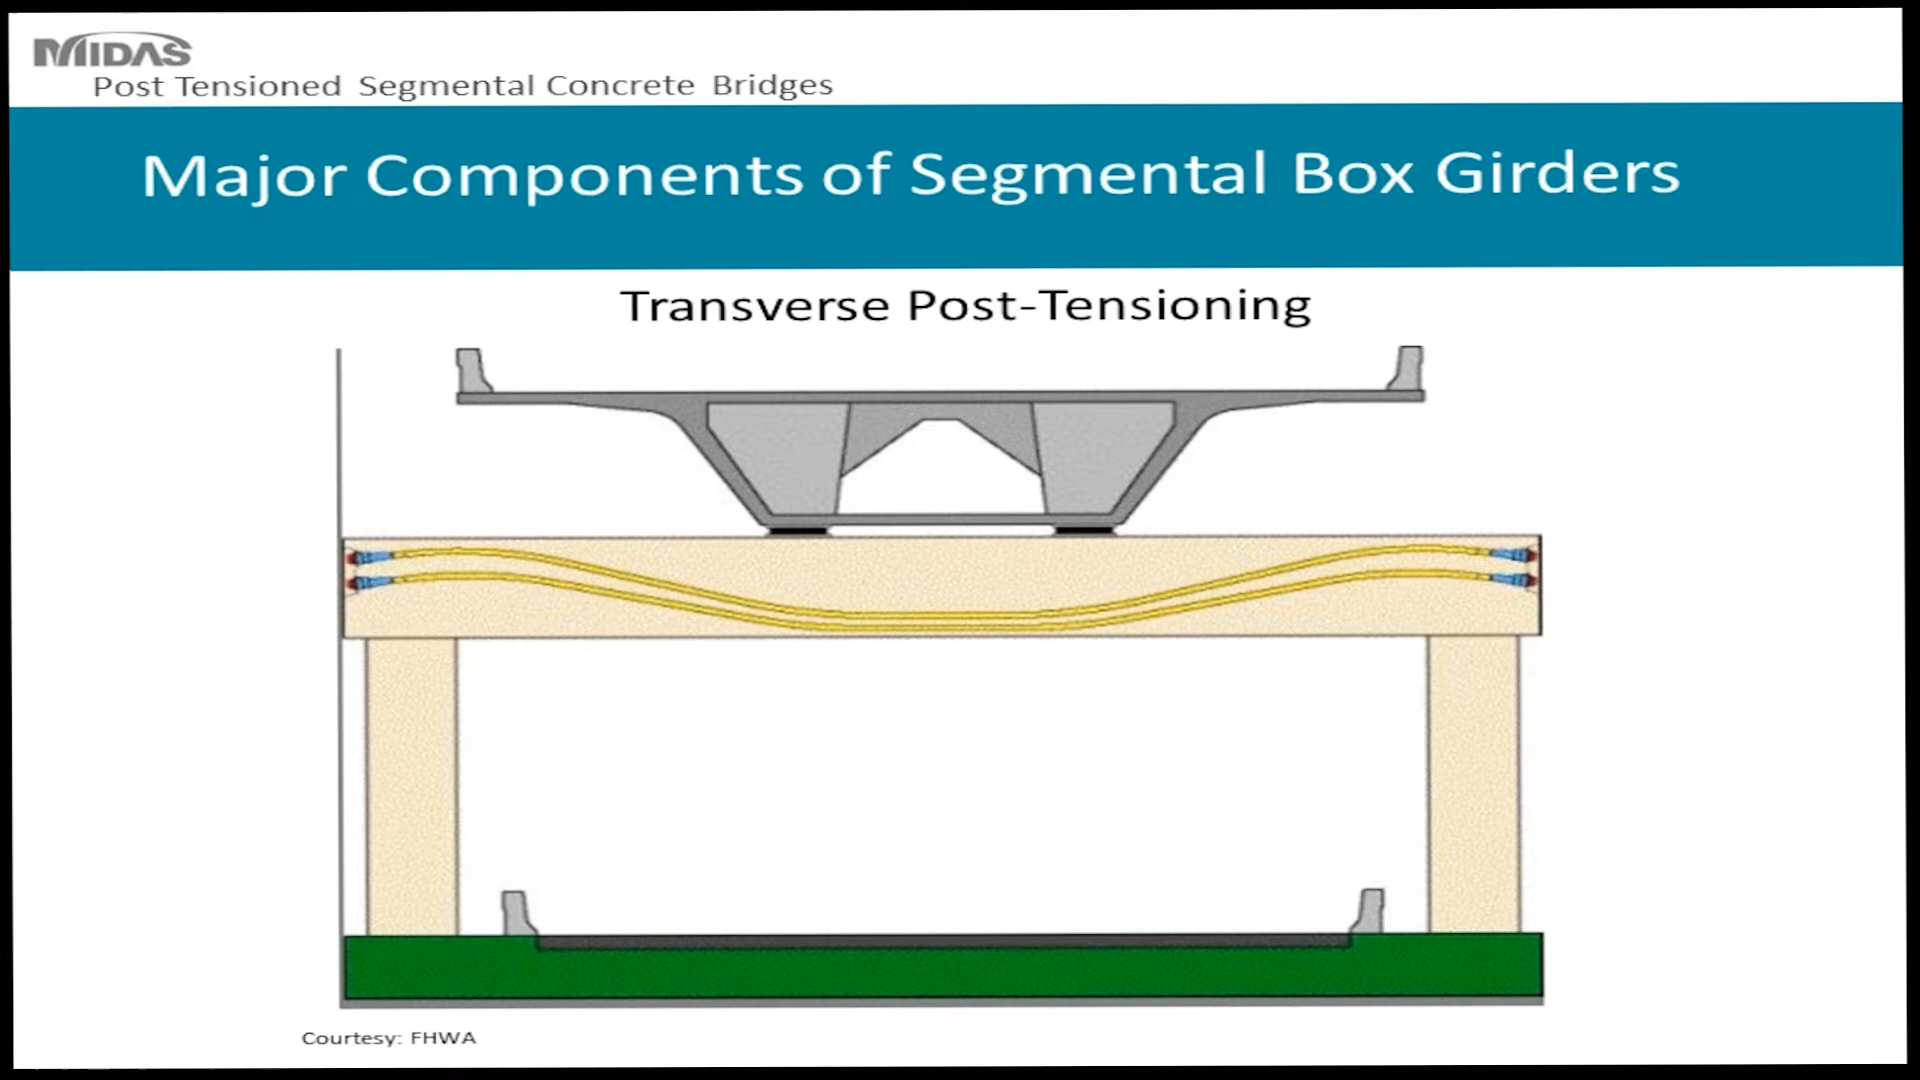 MIDAS
Post Tensioned Segmental Concrete Bridges
Major Components of Segmental Box Girders
Transverse Post-Tensioning
Courtesy: FHWA